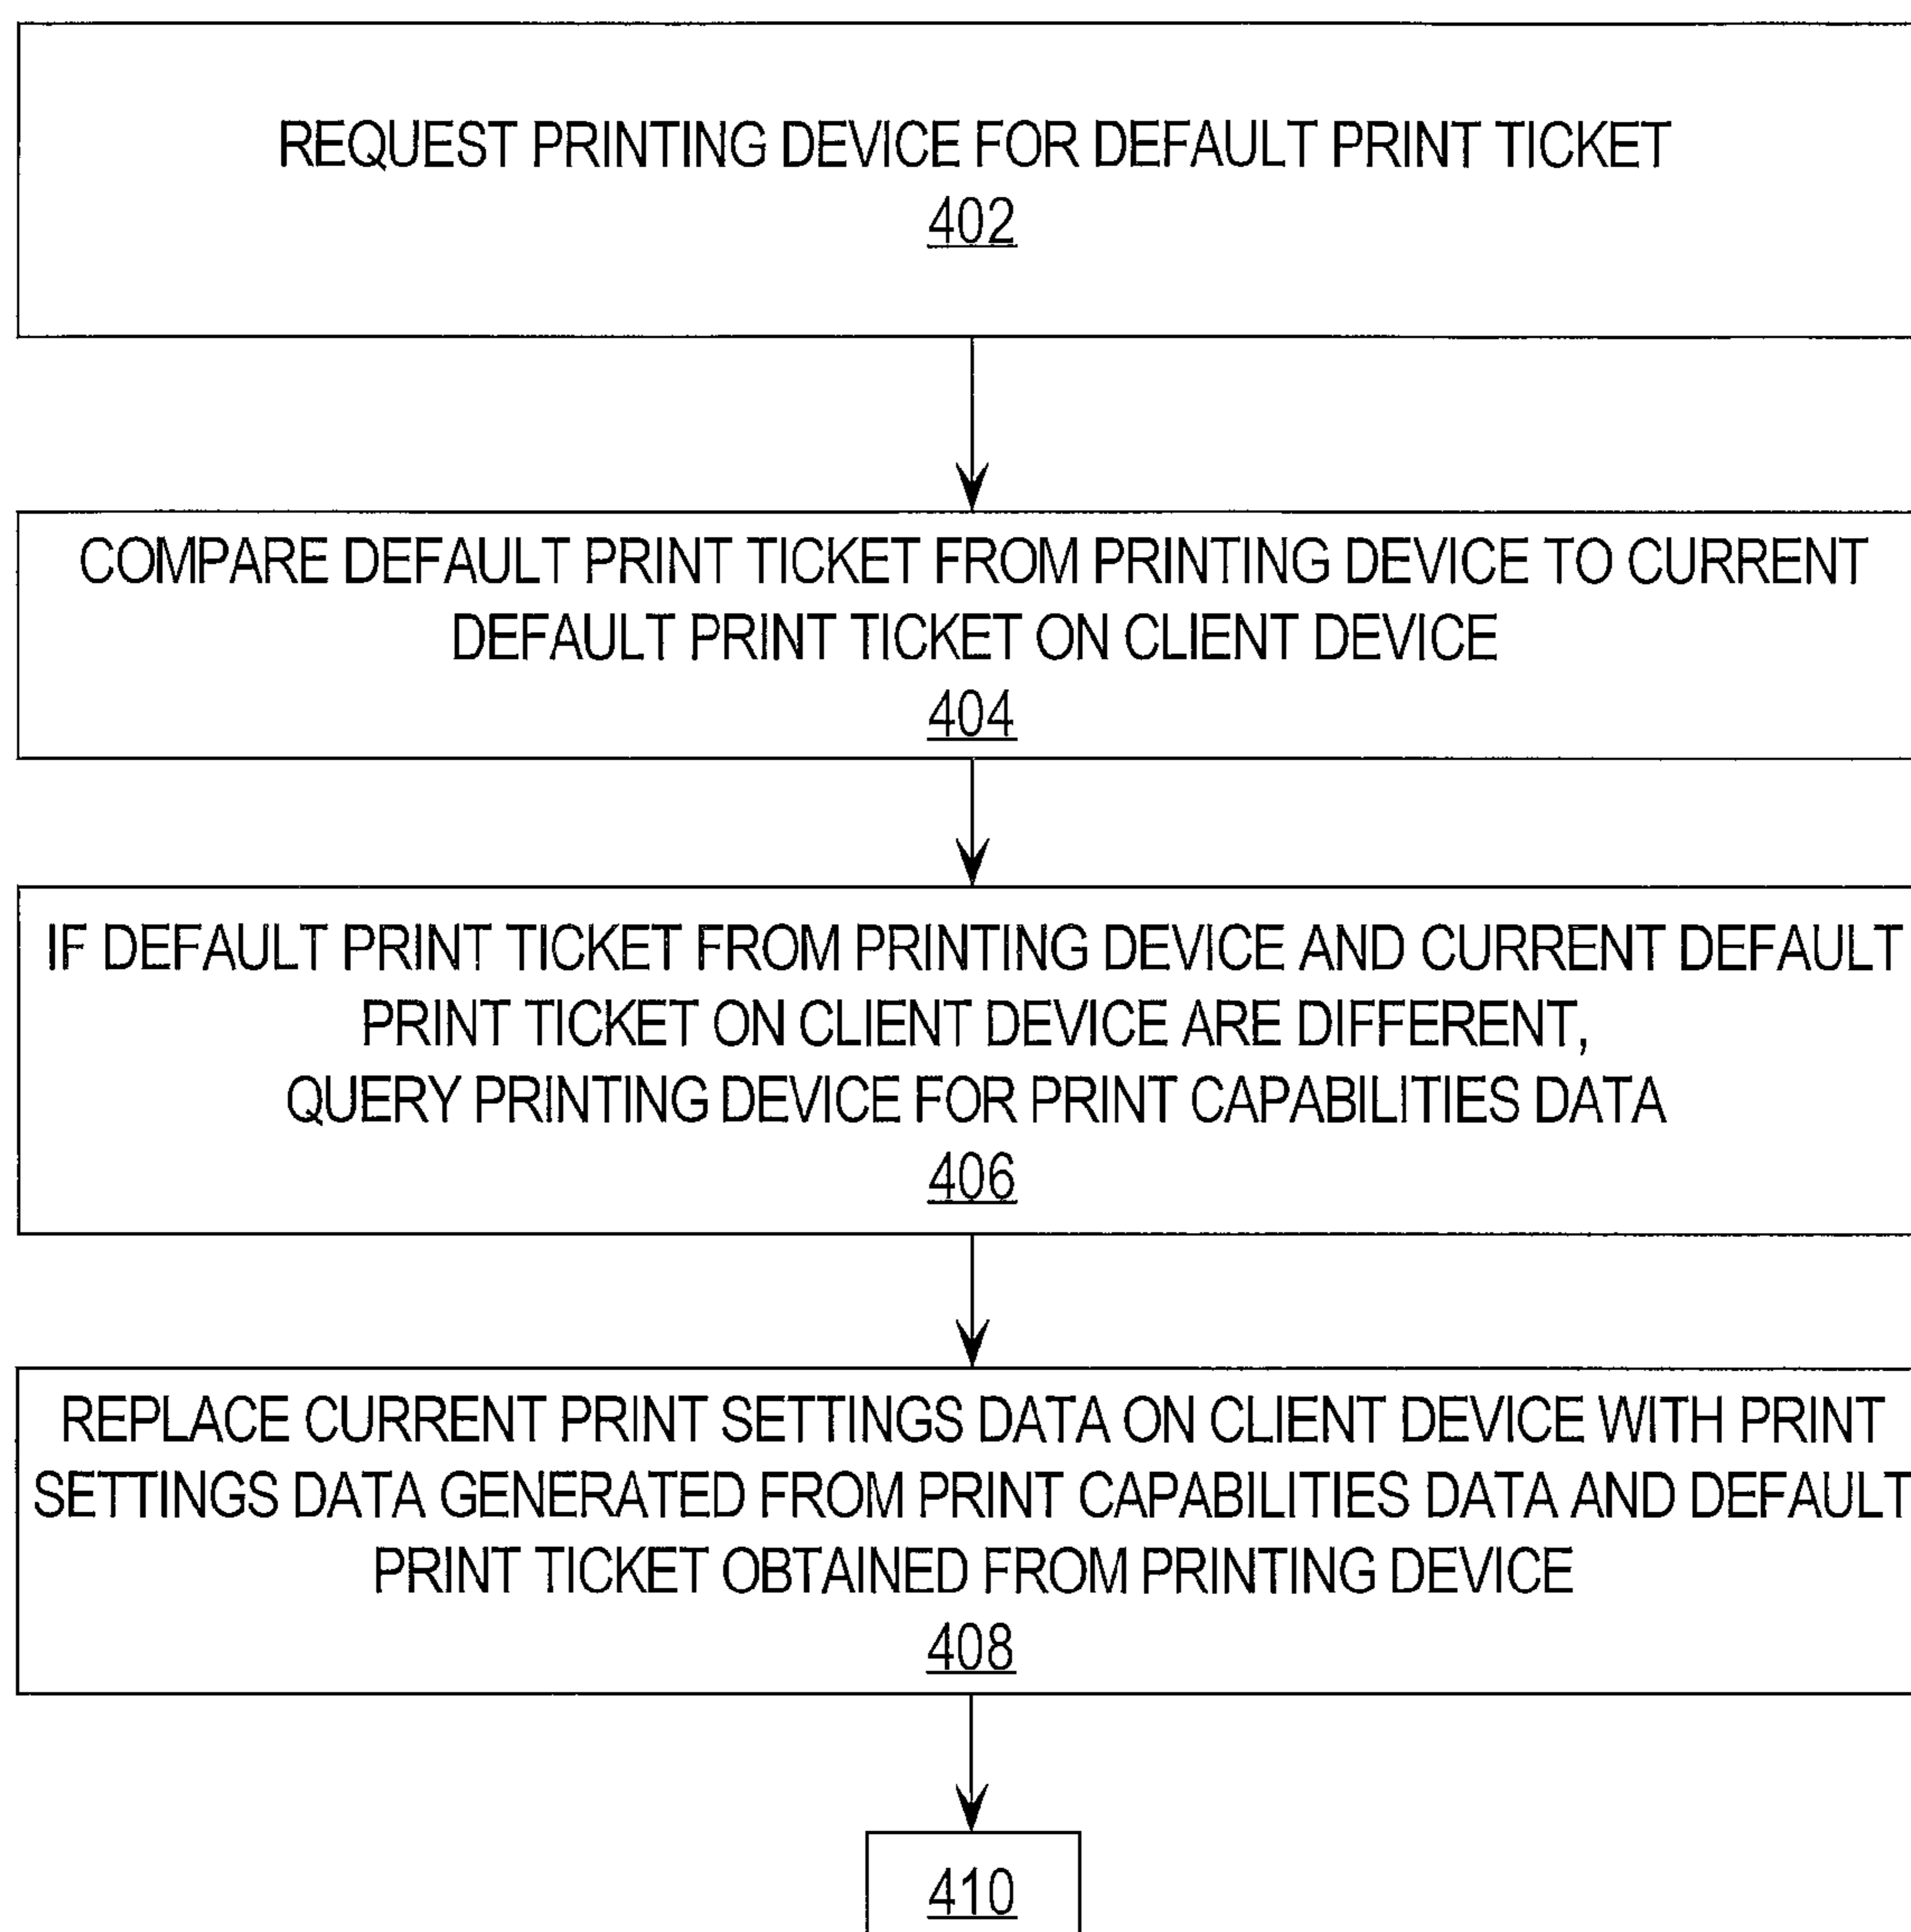 REQUEST PRINTING DEVICE FOR DEFAULT PRINT TICKET
402
COMPARE DEFAULT PRINT TICKET FROM PRINTING DEVICE TO CURRENT
DEFAULT PRINT TICKET ON CLIENT DEVICE
404
IF DEFAULT PRINT TICKET FROM PRINTING DEVICE AND CURRENT DEFAULT
PRINT TICKET ON CLIENT DEVICE ARE DIFFERENT,
QUERY PRINTING DEVICE FOR PRINT CAPABILITIES DATA
406
REPLACE CURRENT PRINT SETTINGS DATA ON CLIENT DEVICE WITH PRINT
SETTINGS DATA GENERATED FROM PRINT CAPABILITIES DATA AND DEFAULT
PRINT TICKET OBTAINED FROM PRINTING DEVICE
408
410